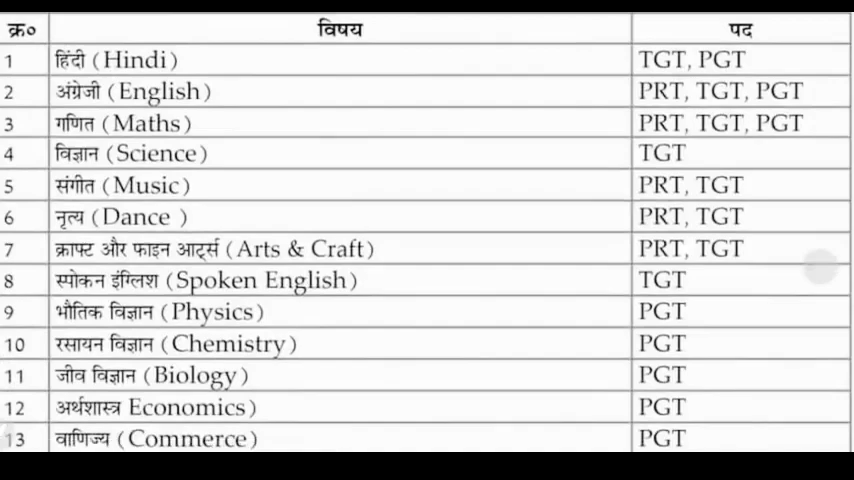 क्र० विषय पद
1 हिंदी (Hindi) TGT, PGT
2 अंग्रेजी (English) PRT, TGT, PGT
3 गणित (Maths) PRT, TGT, PGT
4 विज्ञान (Science) TGT
5 संगीत (Music) PRT, TGT
6 नृत्य (Dance ) PRT, TGT
7 क्राफ्ट और फाइन आर्ट्स (Arts & Craft) PRT, TGT
8 स्पोकन इंग्लिश (Spoken English) TGT
9 भौतिक विज्ञान (Physics) PGT
10 रसायन विज्ञान (Chemistry) PGT
11 जीव विज्ञान (Biology) PGT
12 अर्थशास्त्र Economics) PGT
13 वाणिज्य (Commerce) PGT